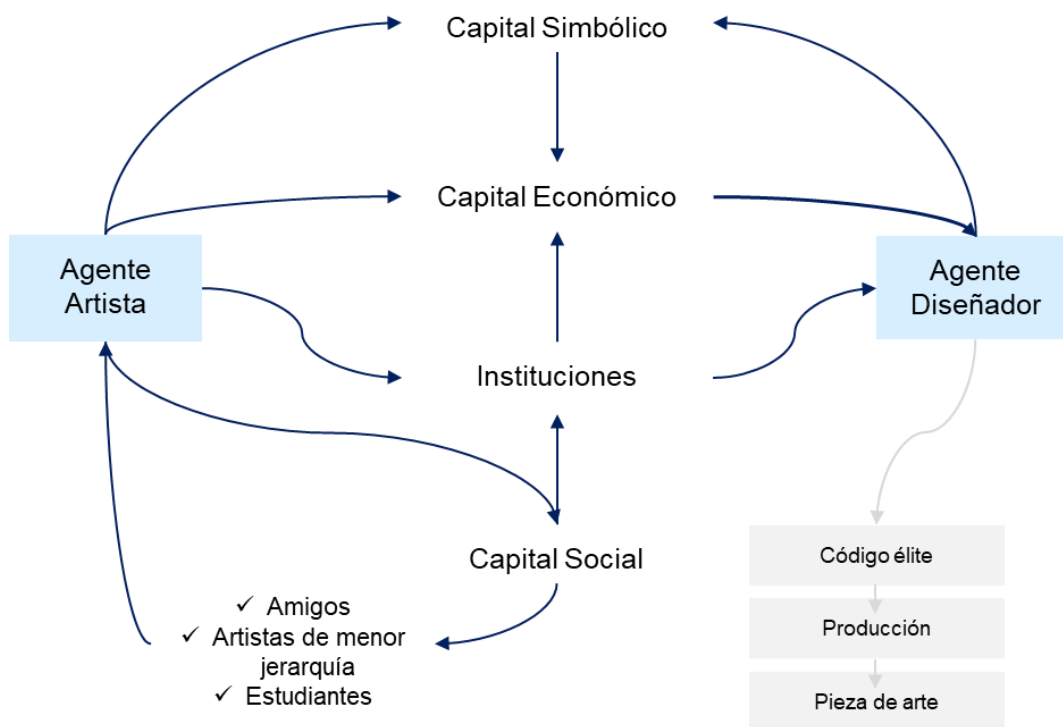 Capital Simbólico
Capital Económico
Agente
Artista
Agente
Diseñador
Instituciones
Capital Social
✓ Amigos
✓ Artistas de menor
jerarquía
✓ Estudiantes
Código élite
Producción
Pieza de arte